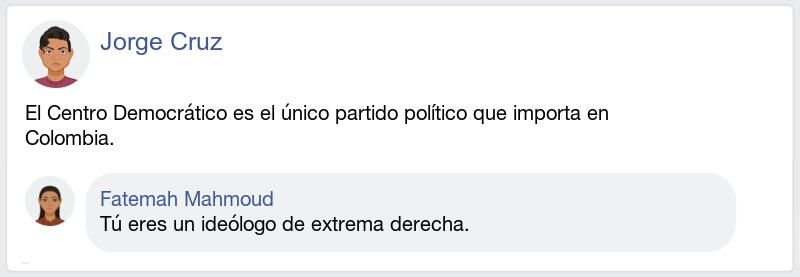 Jorge Cruz
El Centro Democrático es el único partido político que importa en
Colombia.
Fatemah Mahmoud
Tú eres un ideólogo de extrema derecha.